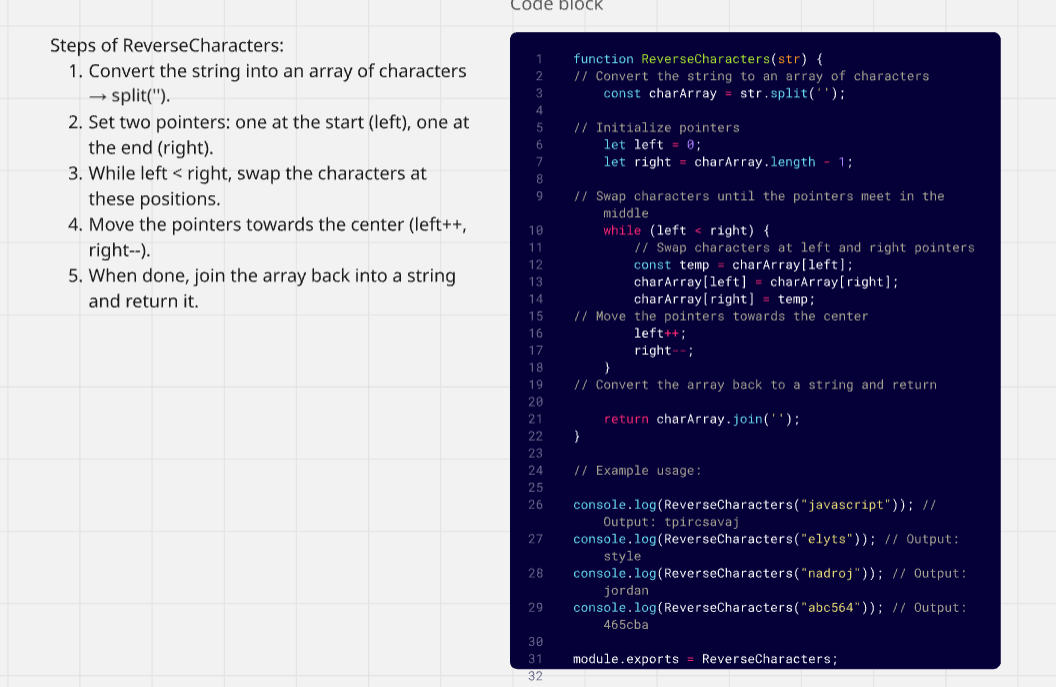 Code block
Steps of ReverseCharacters:
1. Convert the string into an array of characters
→ split('').
2. Set two pointers: one at the start (left), one at
the end (right).
3. While left < right, swap the characters at
these positions.
4. Move the pointers towards the center (left++,
right--).
5. When done, join the array back into a string
and return it.
1 function ReverseCharacters(str) {
2 // Convert the string to an array of characters
3     const charArray = str.split('');
4
5 // Initialize pointers
6     let left = 0;
7     let right = charArray.length - 1;
8
9 // Swap characters until the pointers meet in the
middle
10     while (left < right) {
11         // Swap characters at left and right pointers
12         const temp = charArray[left];
13         charArray[left] = charArray[right];
14         charArray[right] = temp;
15 // Move the pointers towards the center
16         left++;
17         right--;
18     }
19 // Convert the array back to a string and return
20
21     return charArray.join('');
22 }
23
24 // Example usage:
25
26 console.log(ReverseCharacters("javascript")); //
Output: tpircsavaj
27 console.log(ReverseCharacters("elyts")); // Output:
style
28 console.log(ReverseCharacters("nadroj")); // Output:
jordan
29 console.log(ReverseCharacters("abc564")); // Output:
465cba
30
31 module.exports = ReverseCharacters;
32